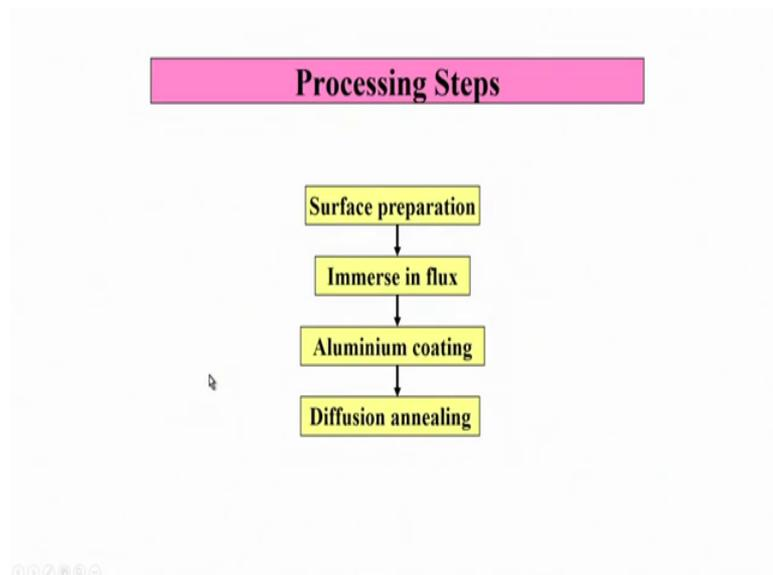 Processing Steps
Surface preparation
Immerse in flux
Aluminium coating
Diffusion annealing